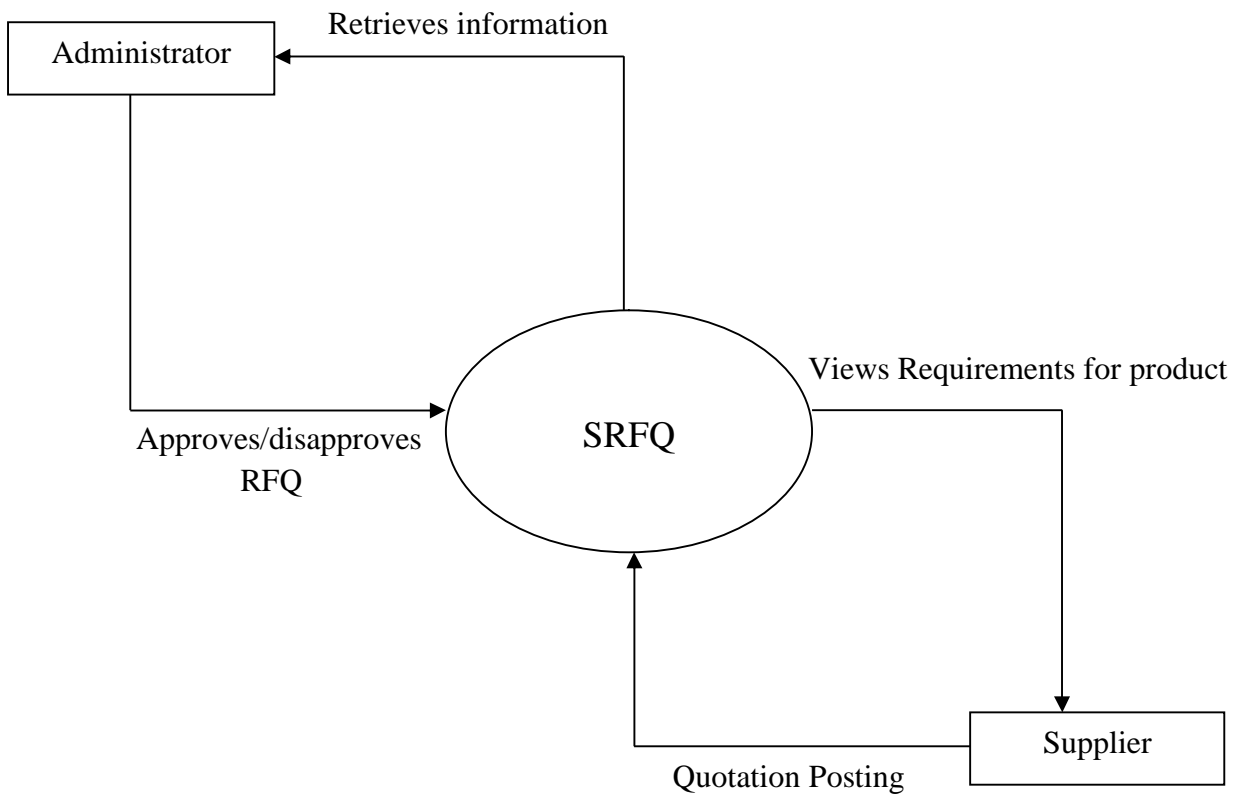 Retrieves information
Administrator
Views Requirements for product
SRFQ
Approves/disapproves
RFQ
Supplier
Quotation Posting